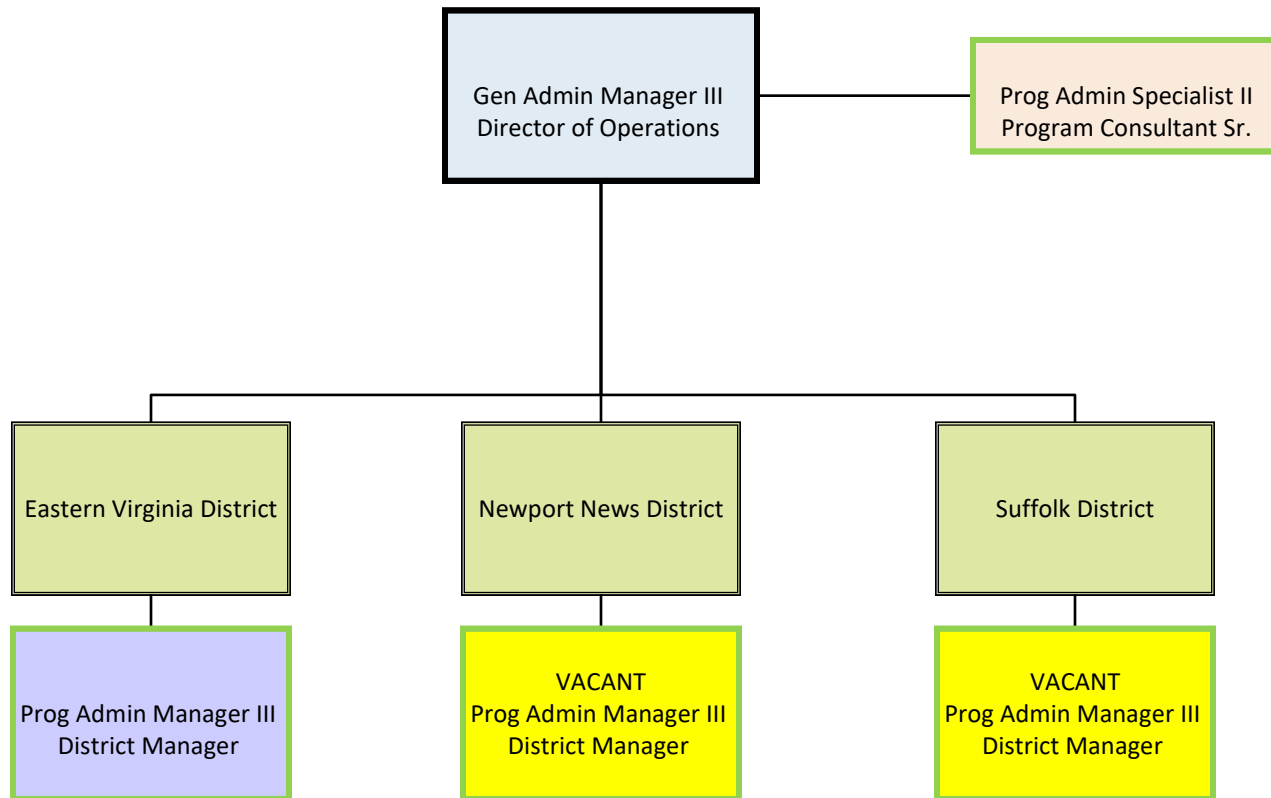 Gen Admin Manager III
Director of Operations
Prog Admin Specialist II
Program Consultant Sr.
Eastern Virginia District
Newport News District
Suffolk District
Prog Admin Manager III
District Manager
VACANT
Prog Admin Manager III
District Manager
VACANT
Prog Admin Manager III
District Manager